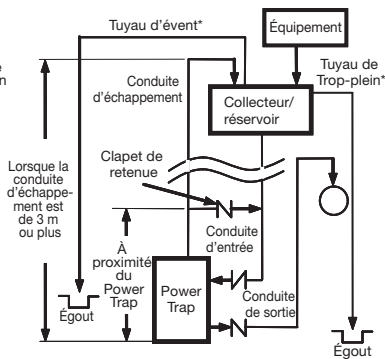 Tuyau d'évent*
Équipement
e
n
Conduite
d'échappement
Tuyau de
Trop-plein*
Collecteur/
réservoir
Clapet de
retenue
Lorsque la
conduite
d'échappe-
ment est
de 3 m
ou plus
À
proximité
du
Power
Trap
Conduite
d'entrée
Power
Trap
Conduite
de sortie
Égout
Égout